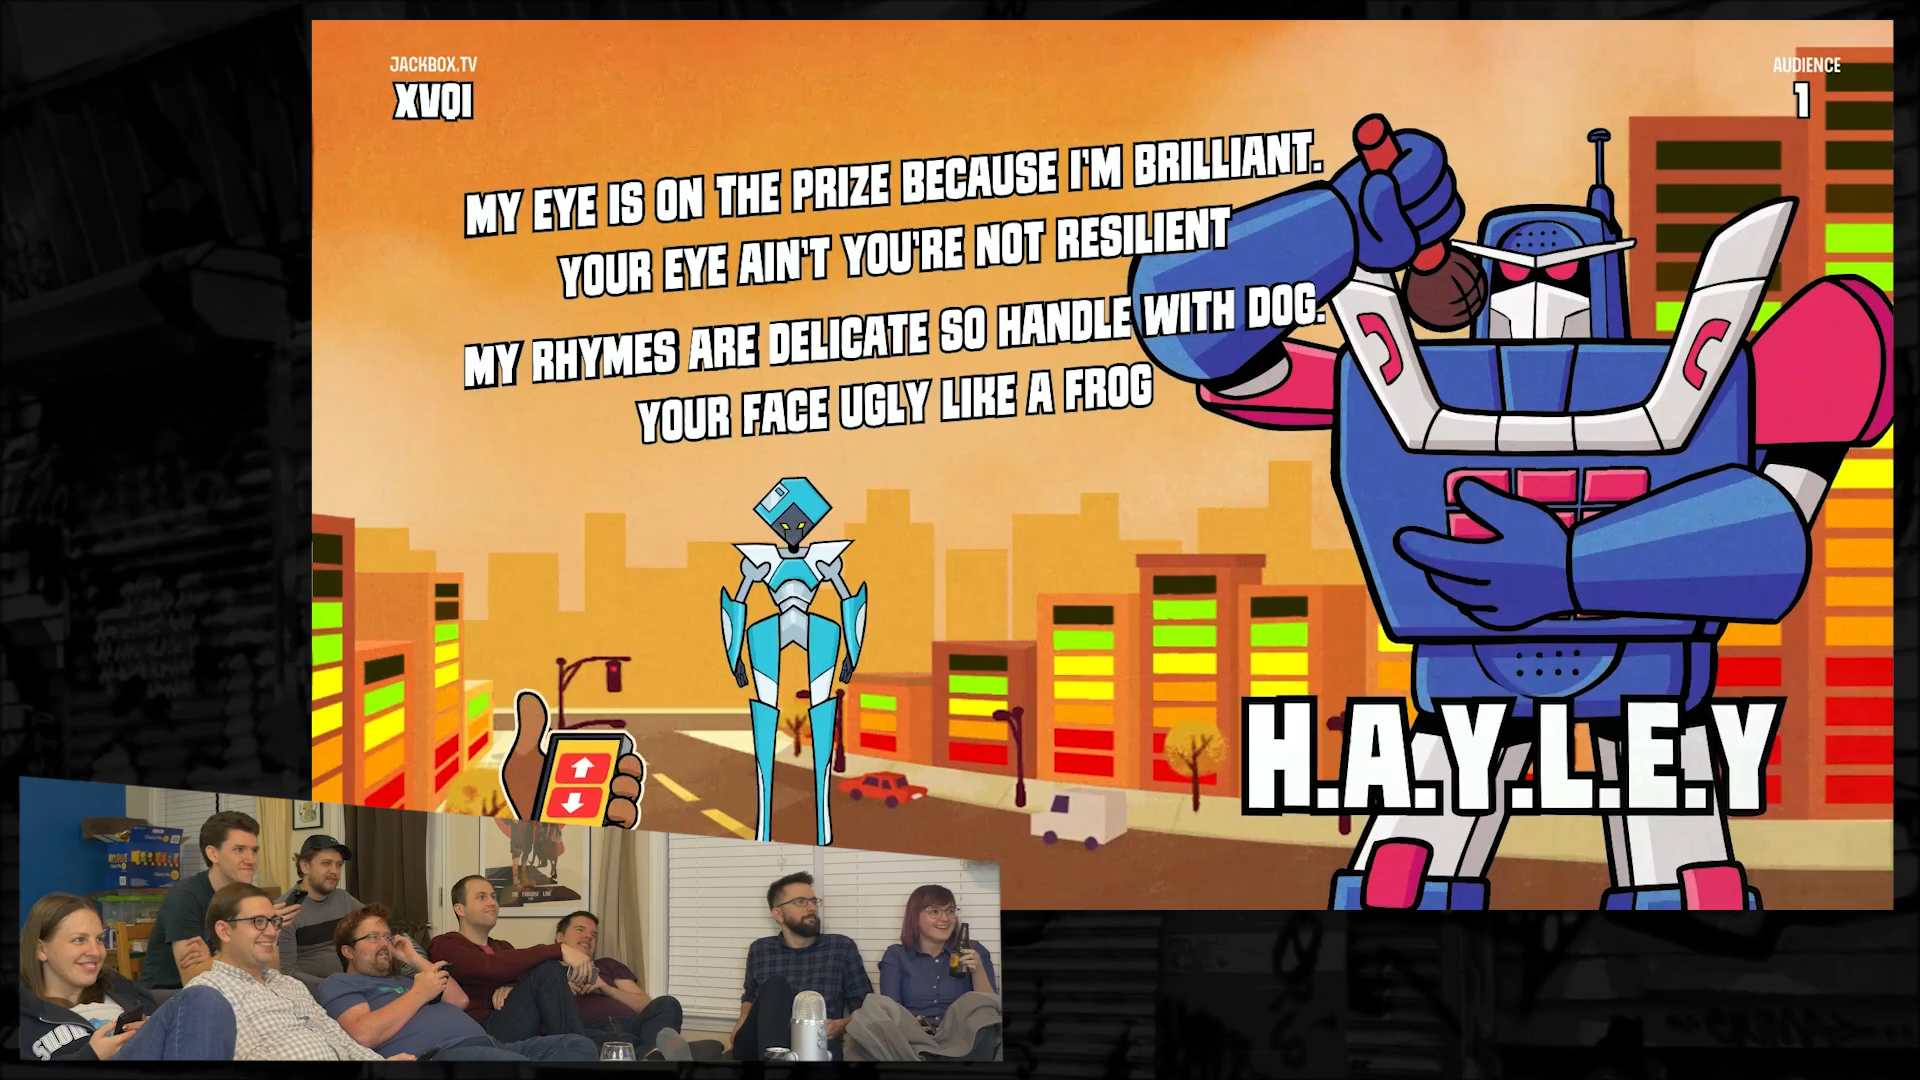 JACKBOX.TV
XVQI
AUDIENCE
1
MY EYE IS ON THE PRIZE BECAUSE I'M BRILLIANT.
YOUR EYE AIN'T YOU'RE NOT RESILIENT
MY RHYMES ARE DELICATE SO HANDLE WITH DOG.
YOUR FACE UGLY LIKE A FROG
H.A.Y.L.E.Y